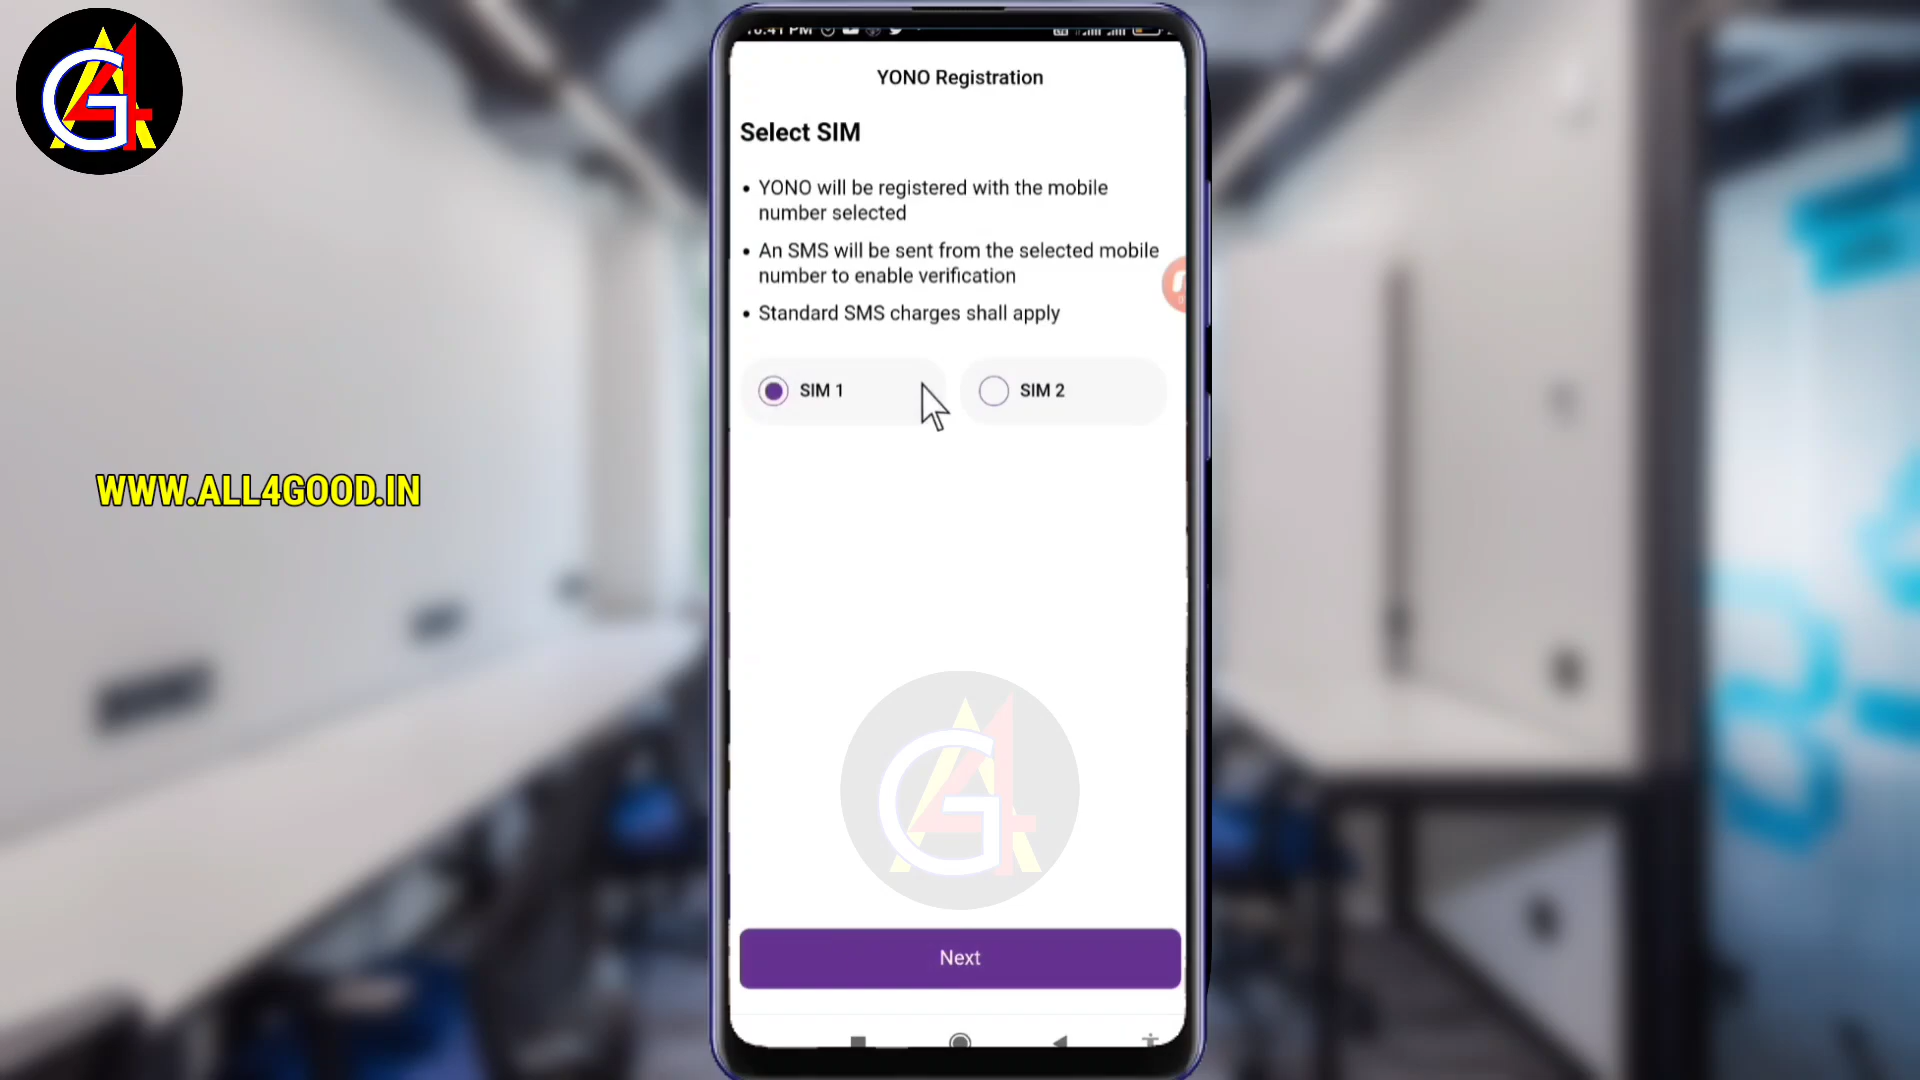 YONO Registration
Select SIM
• YONO will be registered with the mobile
number selected
• An SMS will be sent from the selected mobile
number to enable verification
• Standard SMS charges shall apply
SIM 1
SIM 2
WWW.ALL4GOOD.IN
Next